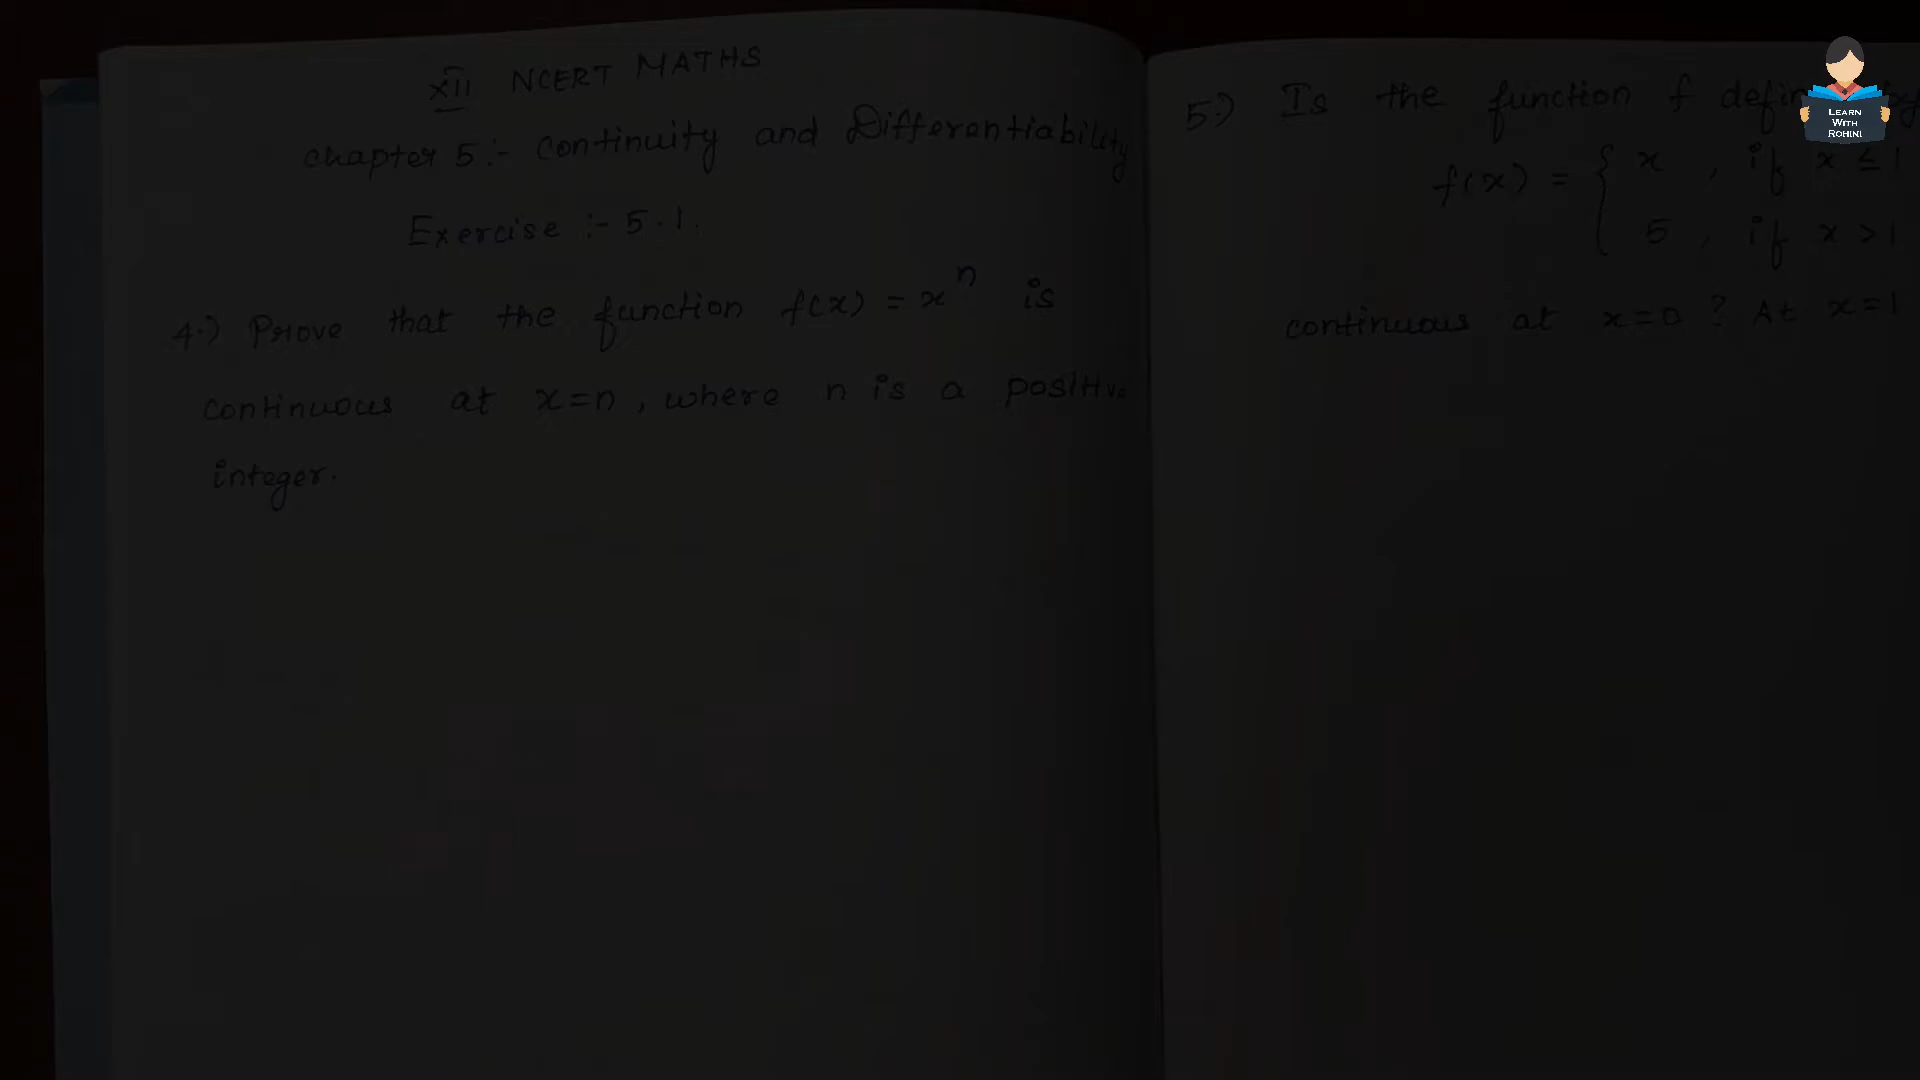 XII NCERT MATHS
Chapter 5:- Continuity and Differentiability
Exercise :- 5.1.
4.) Prove that the function f(x) = xⁿ is
continuous at x=n, where n is a positive
integer.
5.) Is the function f
f(x) = { x , if x ≤ 1
5 , if x > 1
continuous at x=0 ? At x=1
LEARN
WITH
ROHINI